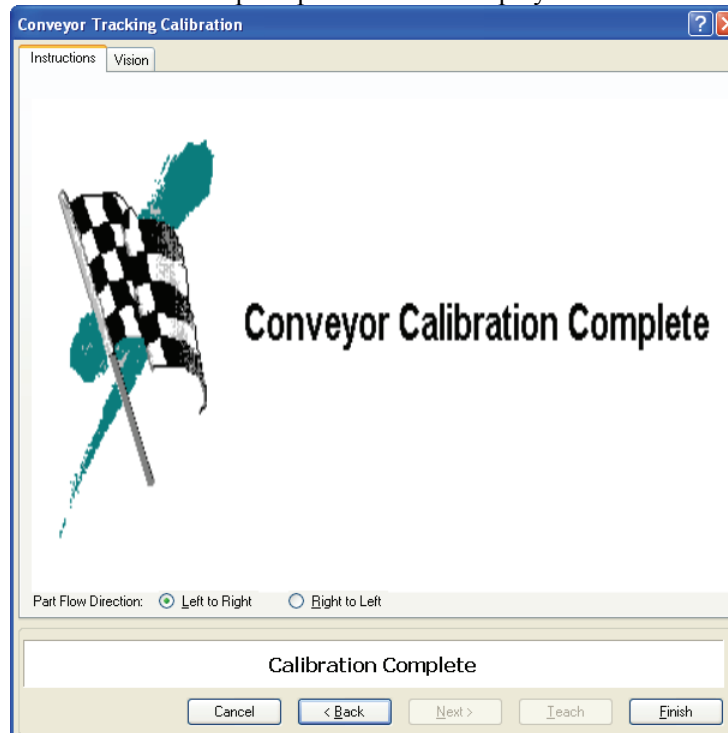 Conveyor Tracking Calibration
Instructions Vision
Conveyor Calibration Complete
Part Flow Direction: Left to Right Right to Left
Calibration Complete
Cancel < Back Next > Teach Finish